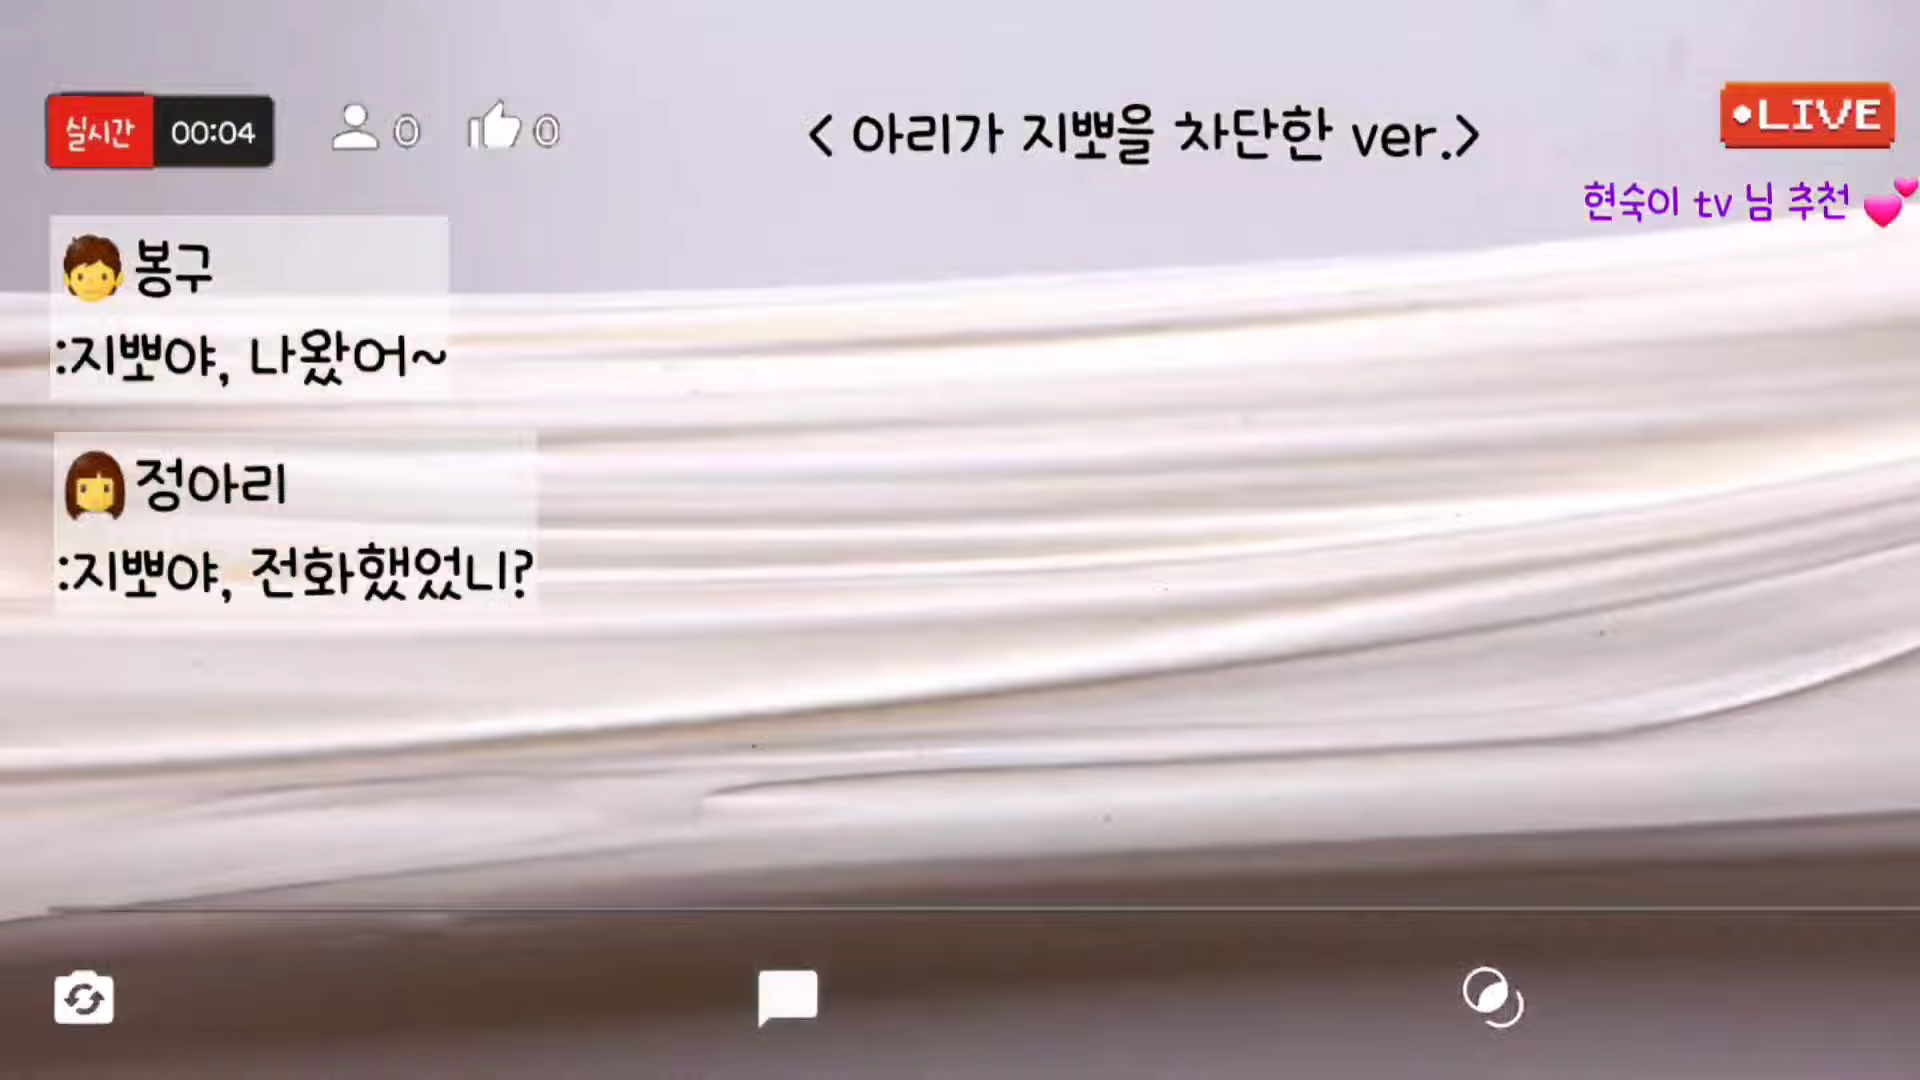 실시간 00:04 0 0
< 아리가 지뽀을 차단한 ver.>
LIVE
현숙이 tv 님 추천
봉구
:지뽀야, 나왔어~
정아리
:지뽀야, 전화했었니?